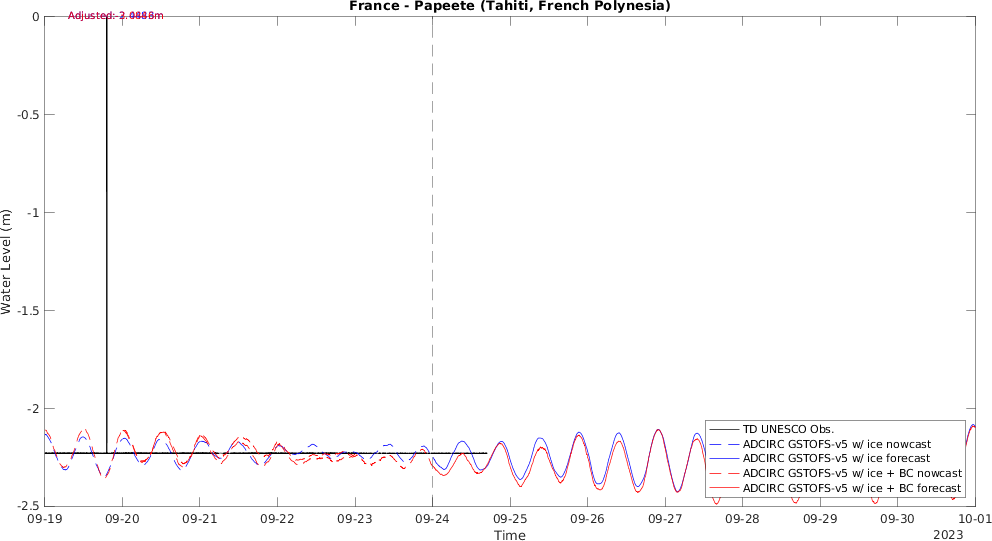 France - Papeete (Tahiti, French Polynesia)
Adjusted:
0
-0.5
-1
-1.5
-2
-2.5
Water Level (m)
TD UNESCO Obs.
ADCIRC GSTOFS-v5 w/ ice nowcast
ADCIRC GSTOFS-v5 w/ ice forecast
ADCIRC GSTOFS-v5 w/ ice + BC nowcast
ADCIRC GSTOFS-v5 w/ ice + BC forecast
09-19 09-20 09-21 09-22 09-23 09-24 09-25 09-26 09-27 09-28 09-29 09-30 10-01
Time
2023